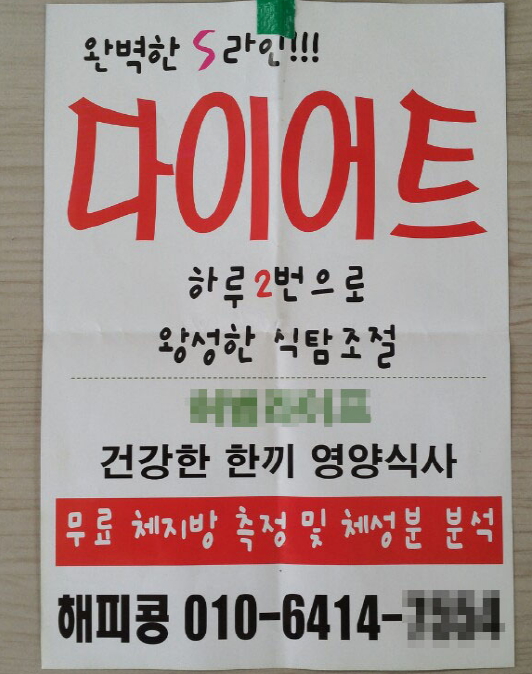 완벽한 S 라인!!!
다이어트
하루 2번으로
왕성한 식탐조절
건강한 한끼 영양식사
무료 체지방 측정 및 체성분 분석
해피콩 010-6414-